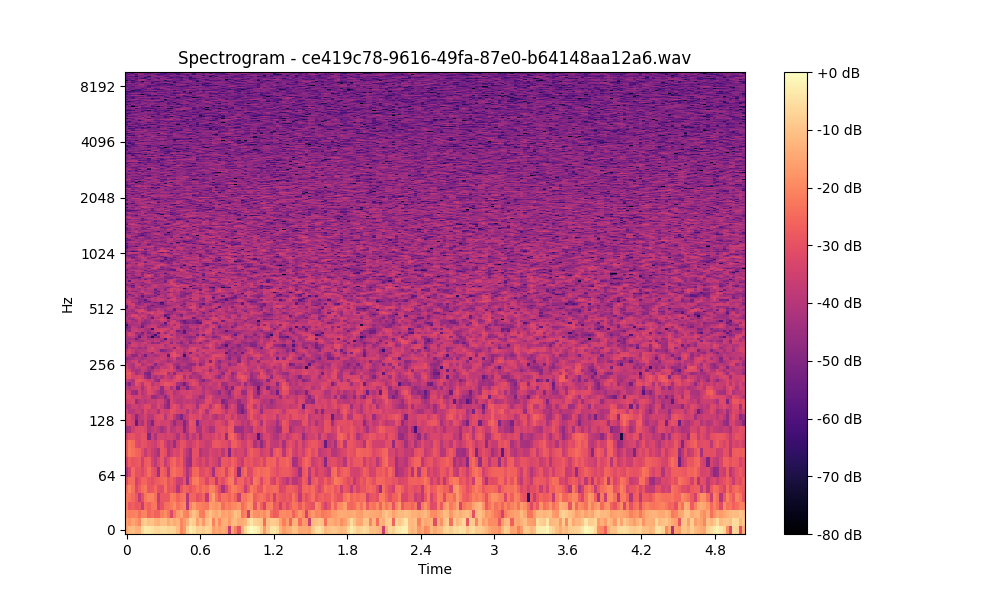 Spectrogram - ce419c78-9616-49fa-87e0-b64148aa12a6.wav
8192
4096
2048
1024
512
256
128
64
0
Hz
0 0.6 1.2 1.8 2.4 3 3.6 4.2 4.8
Time
+0 dB
-10 dB
-20 dB
-30 dB
-40 dB
-50 dB
-60 dB
-70 dB
-80 dB